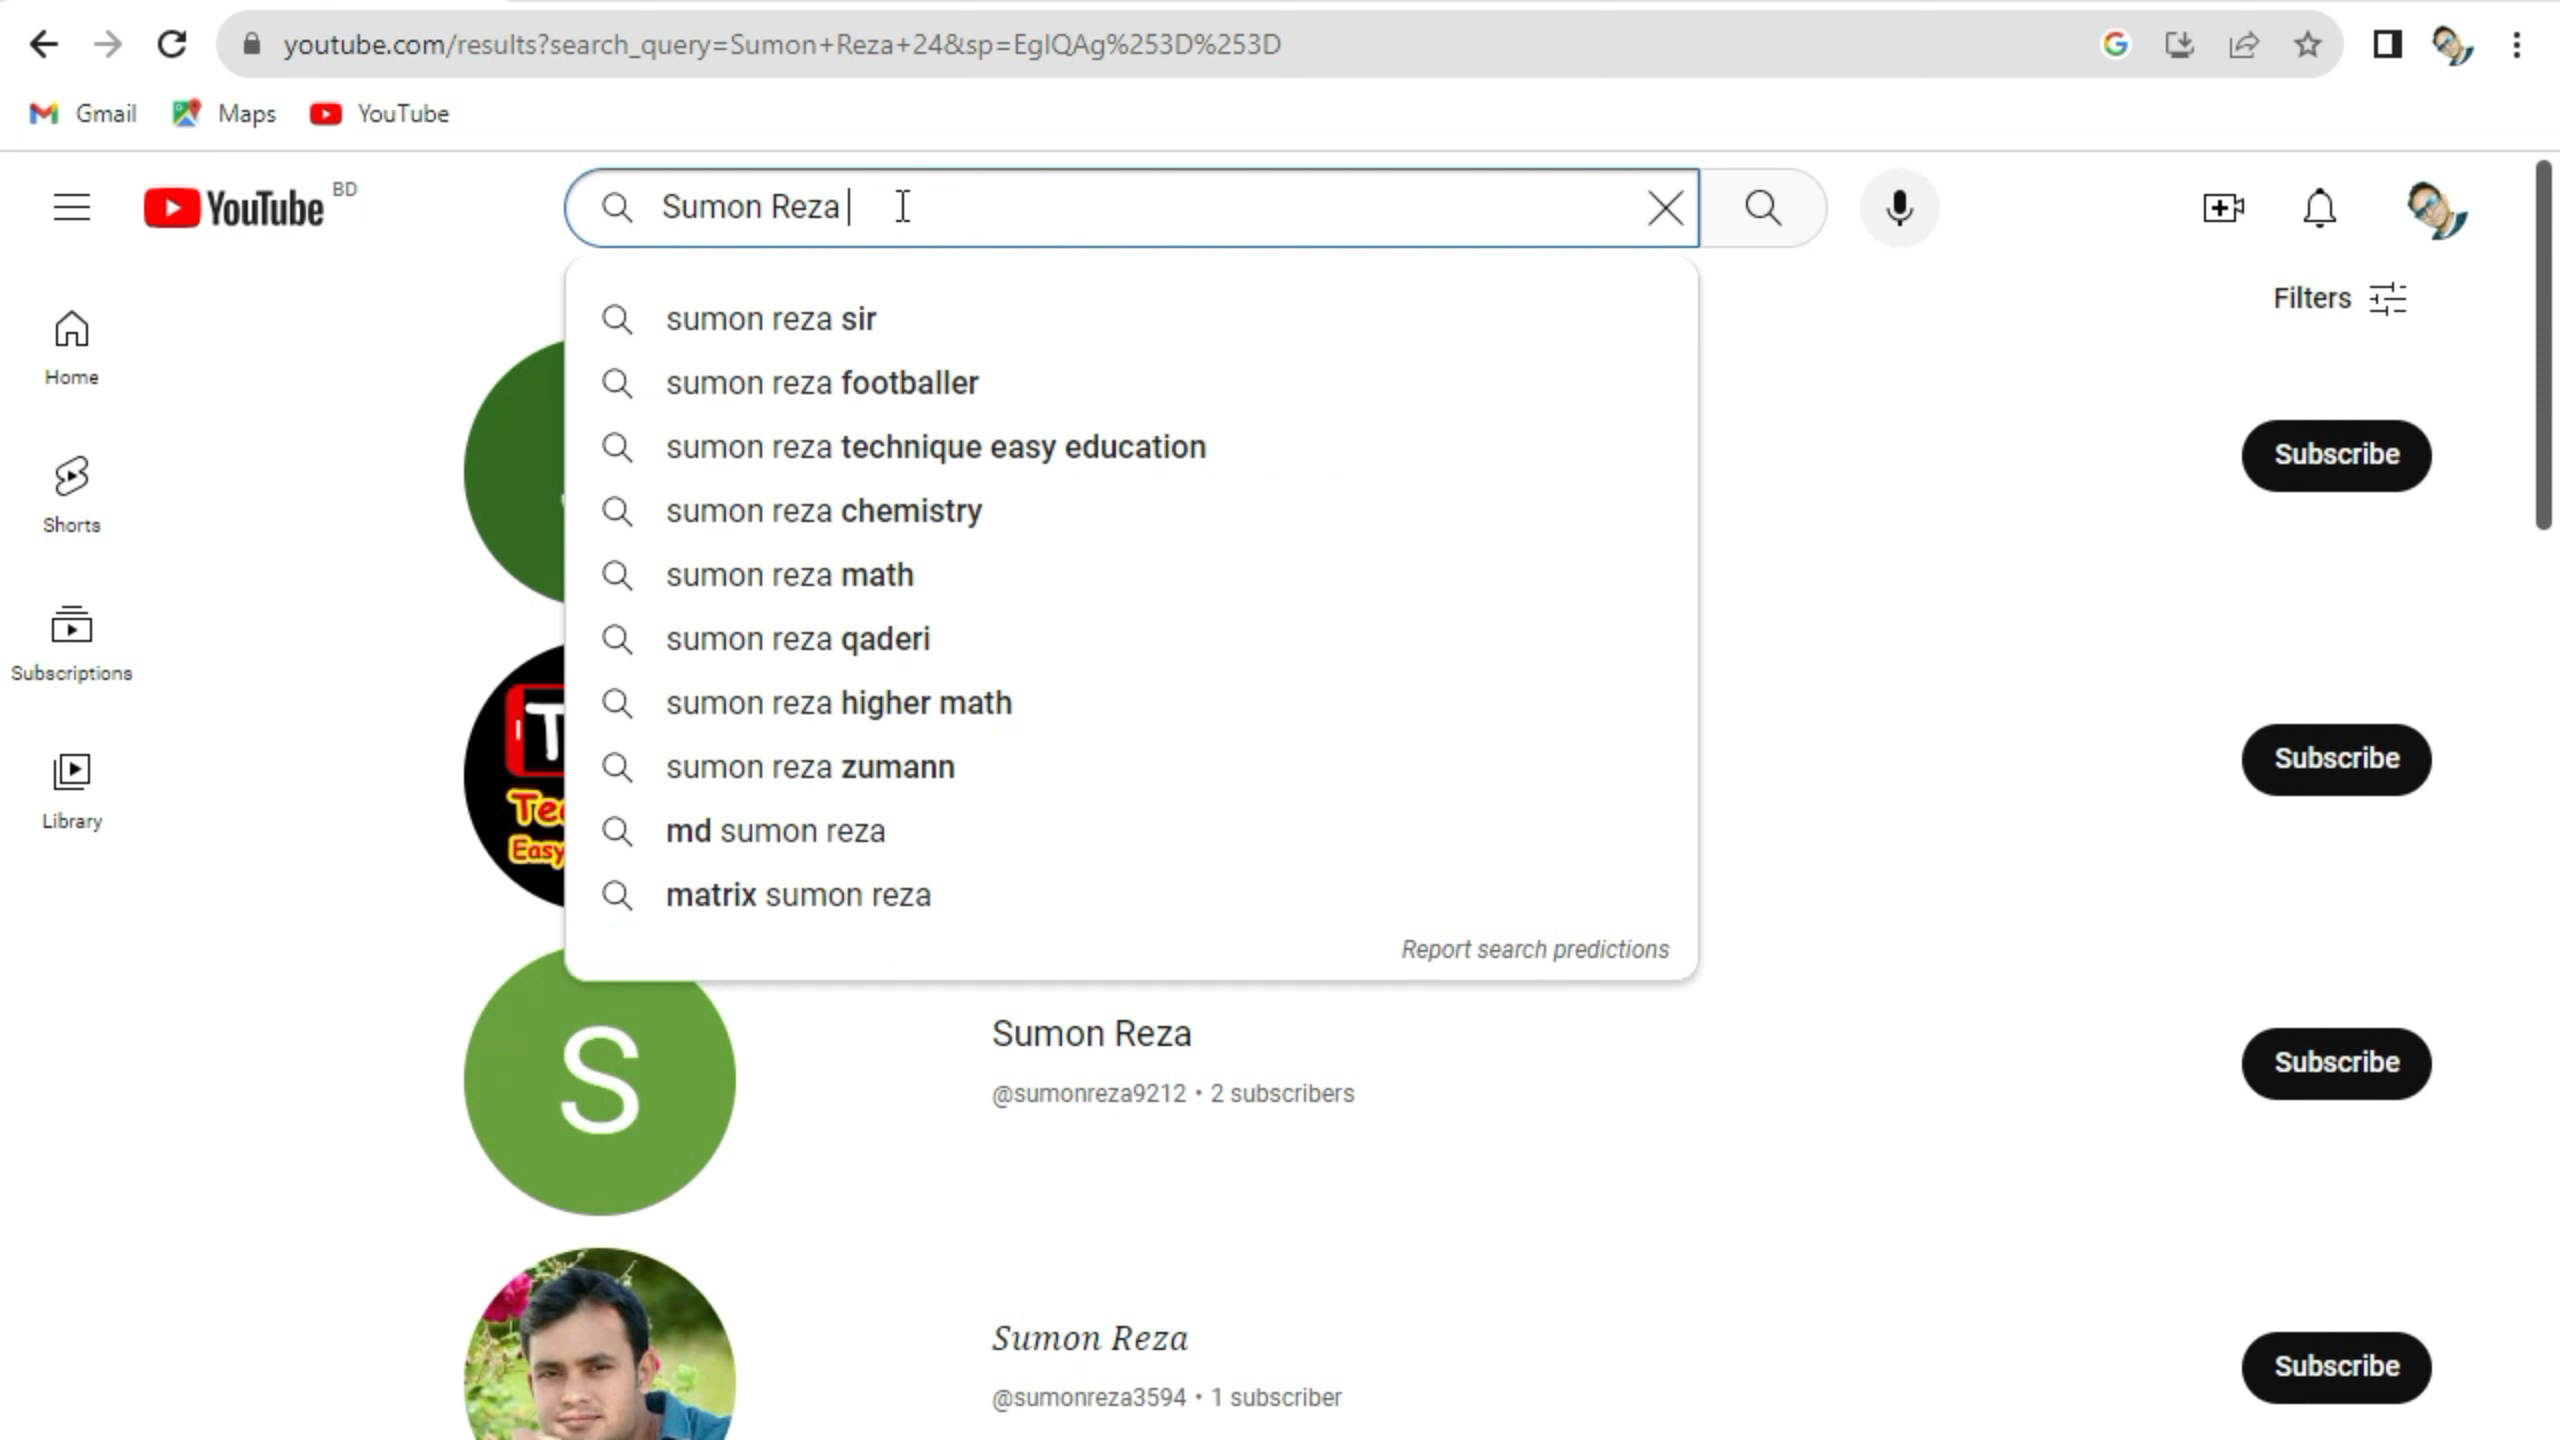 youtube.com/results?search_query=Sumon+Reza+24&sp=EgIQAg%253D%253D
Gmail Maps YouTube
YouTube BD
Sumon Reza
Filters
sumon reza sir
sumon reza footballer
sumon reza technique easy education
sumon reza chemistry
sumon reza math
sumon reza qaderi
sumon reza higher math
sumon reza zumann
md sumon reza
matrix sumon reza
Report search predictions
Home
Shorts
Subscriptions
Library
Subscribe
Subscribe
S
Sumon Reza
@sumonreza9212 • 2 subscribers
Subscribe
Sumon Reza
@sumonreza3594 • 1 subscriber
Subscribe